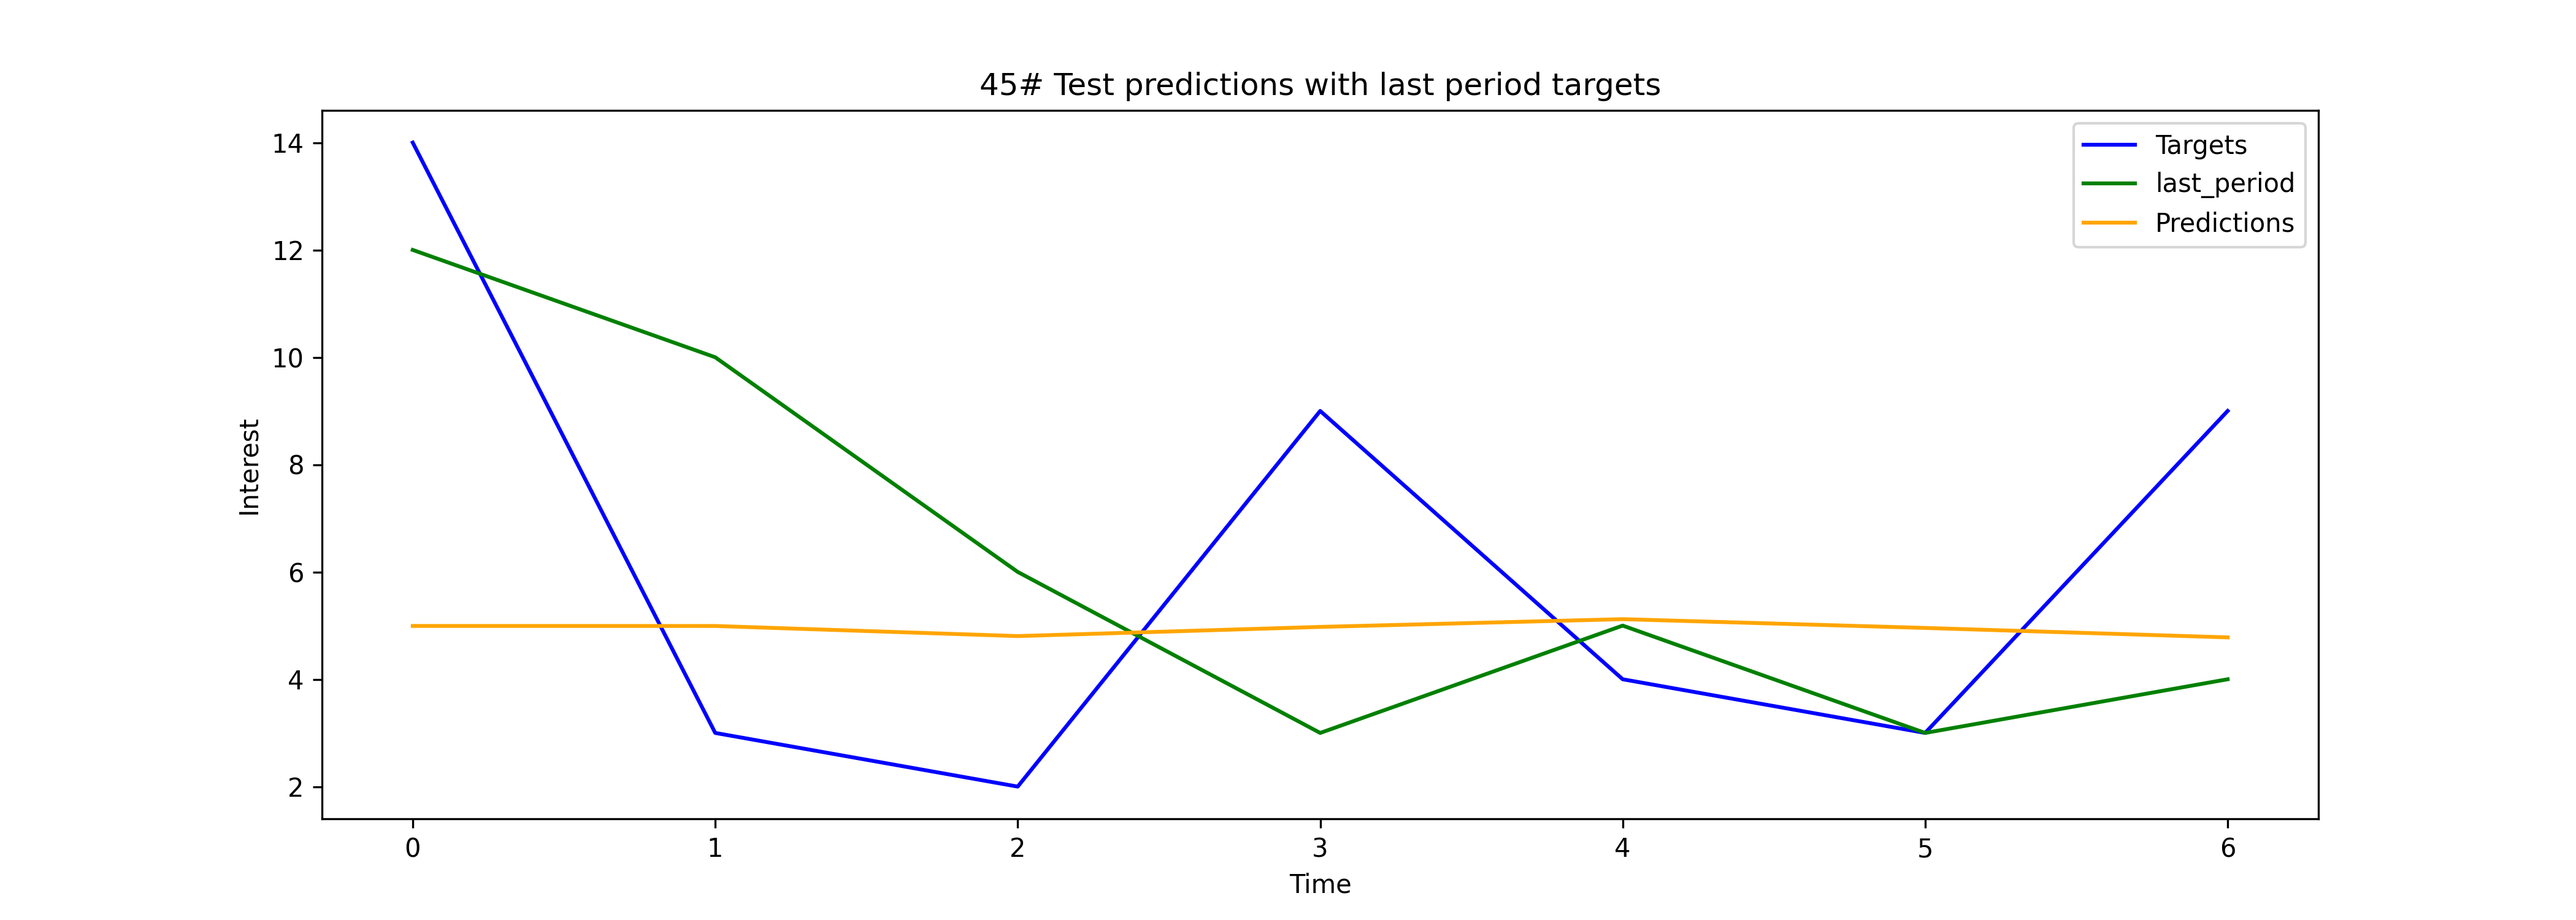 45# Test predictions with last period targets
Targets
last_period
Predictions
14
12
10
8
6
4
2
Interest
0 1 2 3 4 5 6
Time